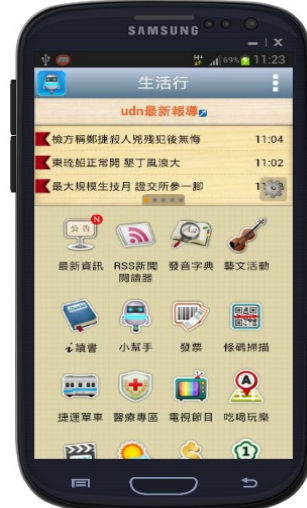 SAMSUNG
69% 11:23
生活行
udn最新報導
檢方稱鄭捷殺人兇殘犯後無悔 11:04
東琉船正常開 墾丁風浪大 11:02
最大規模生技月 證交所參一腳
公告 N
最新資訊 RSS新聞閱讀器 發音字典 藝文活動
i讀書 小幫手 發票 條碼掃描
捷運單車 醫療專區 電視節目 吃喝玩樂